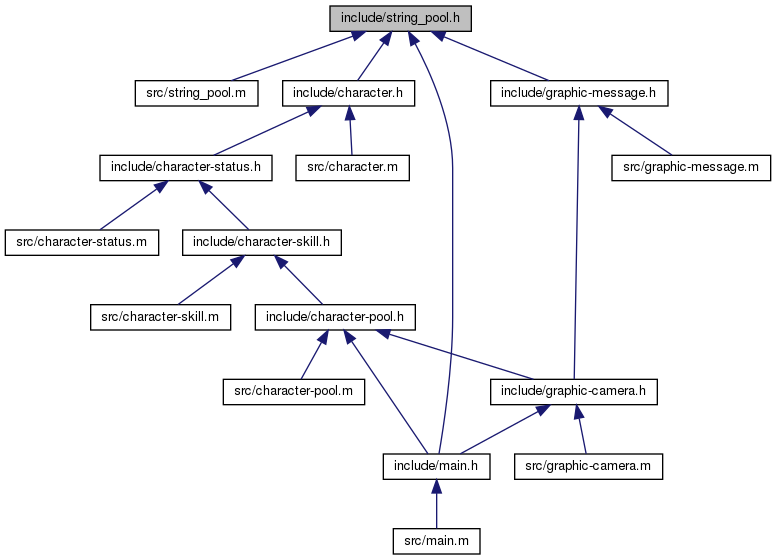 include/string_pool.h
src/string_pool.m
include/character.h
include/graphic-message.h
include/character-status.h
src/character.m
src/graphic-message.m
src/character-status.m
include/character-skill.h
src/character-skill.m
include/character-pool.h
src/character-pool.m
include/graphic-camera.h
include/main.h
src/graphic-camera.m
src/main.m